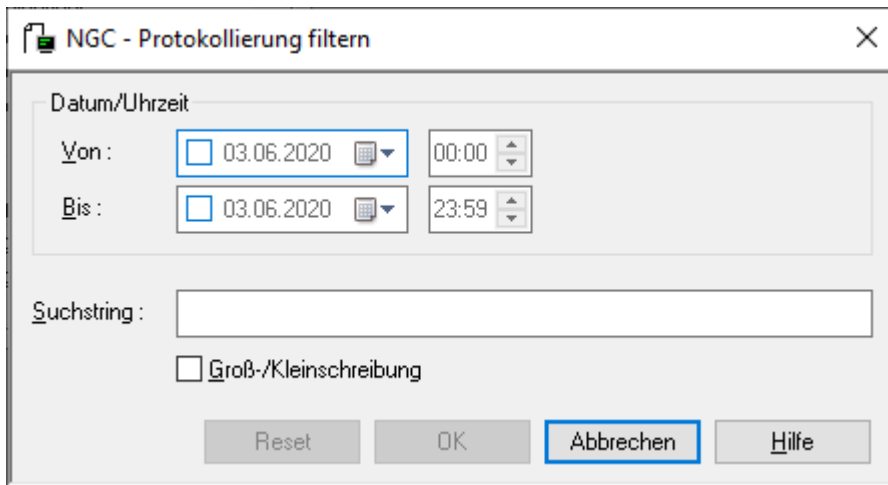 NGC - Protokollierung filtern
Datum/Uhrzeit
Von : 03.06.2020 00:00
Bis : 03.06.2020 23:59
Suchstring :
Groß-/Kleinschreibung
Reset OK Abbrechen Hilfe